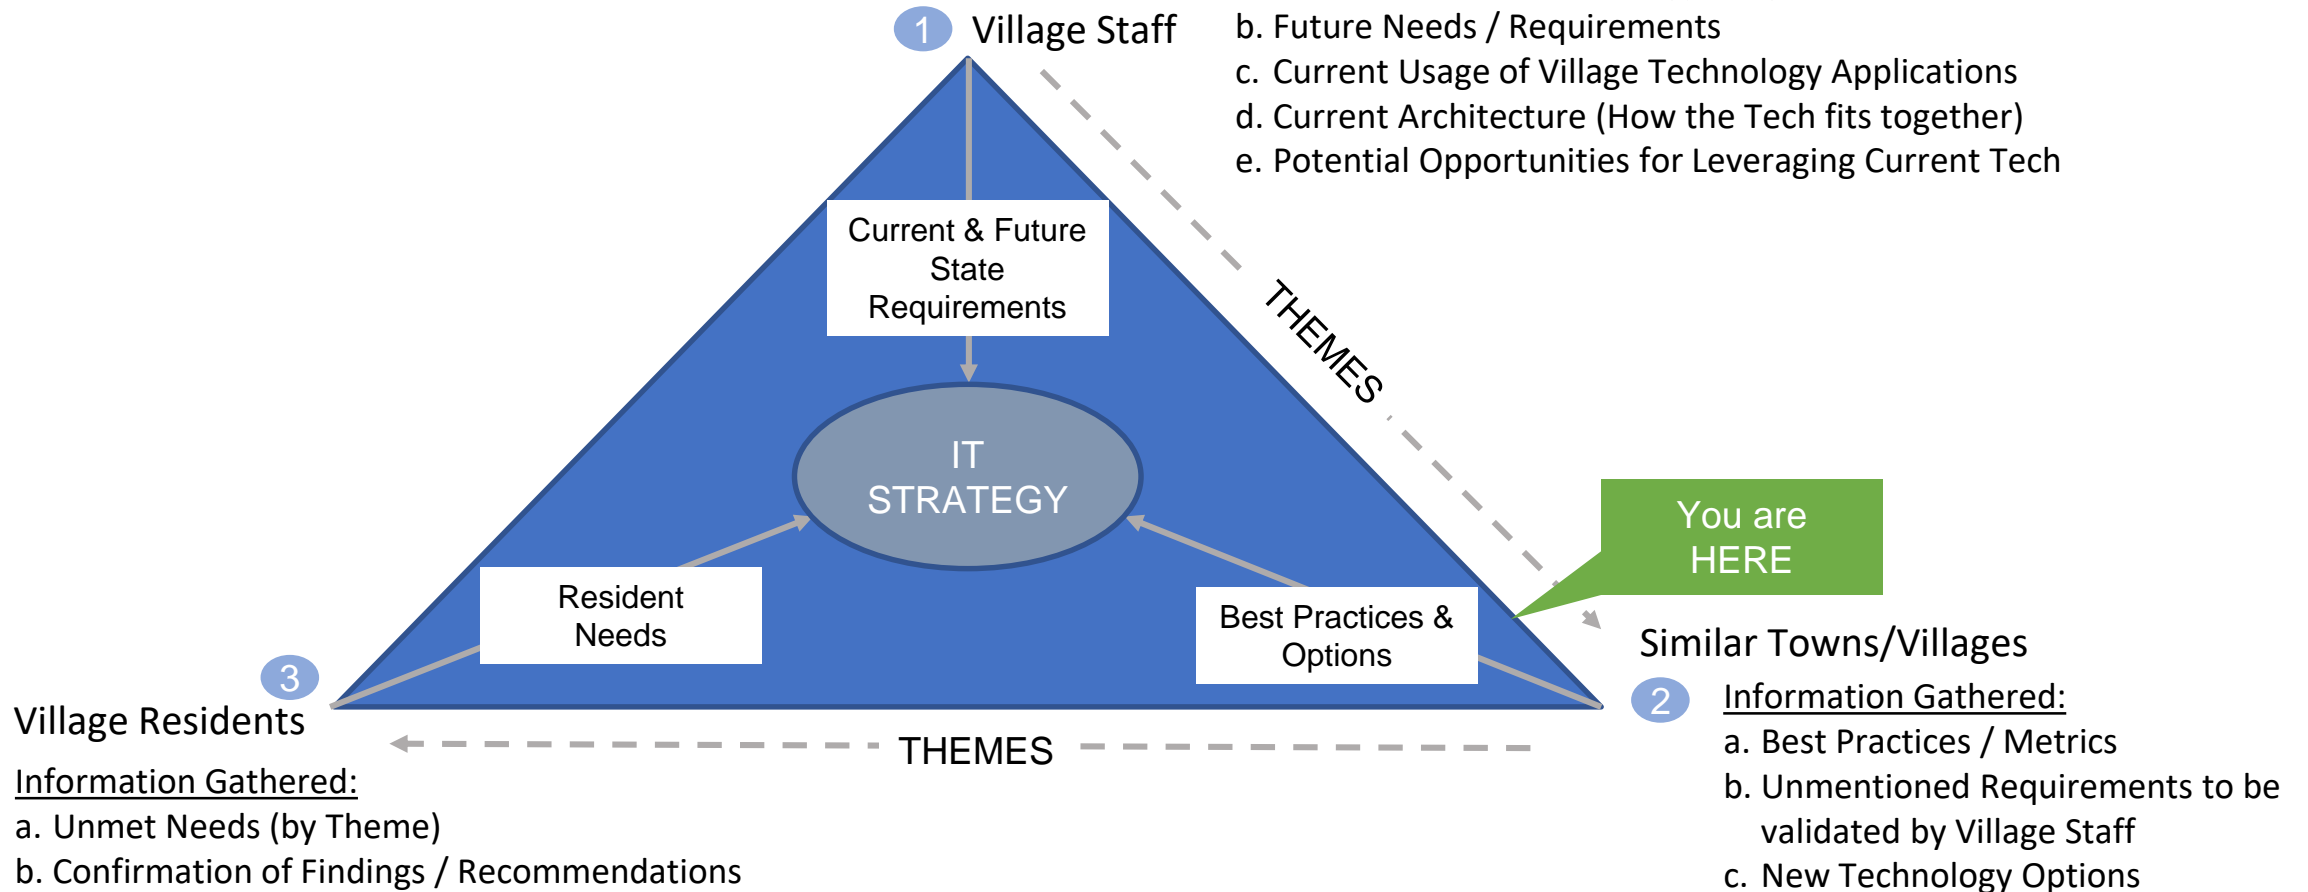 1 Village Staff
b. Future Needs / Requirements
c. Current Usage of Village Technology Applications
d. Current Architecture (How the Tech fits together)
e. Potential Opportunities for Leveraging Current Tech
Current & Future
State
Requirements
THEMES
IT
STRATEGY
You are
HERE
Resident
Needs
Best Practices &
Options
Similar Towns/Villages
2 Information Gathered:
a. Best Practices / Metrics
b. Unmentioned Requirements to be
validated by Village Staff
c. New Technology Options
3
Village Residents
THEMES
Information Gathered:
a. Unmet Needs (by Theme)
b. Confirmation of Findings / Recommendations